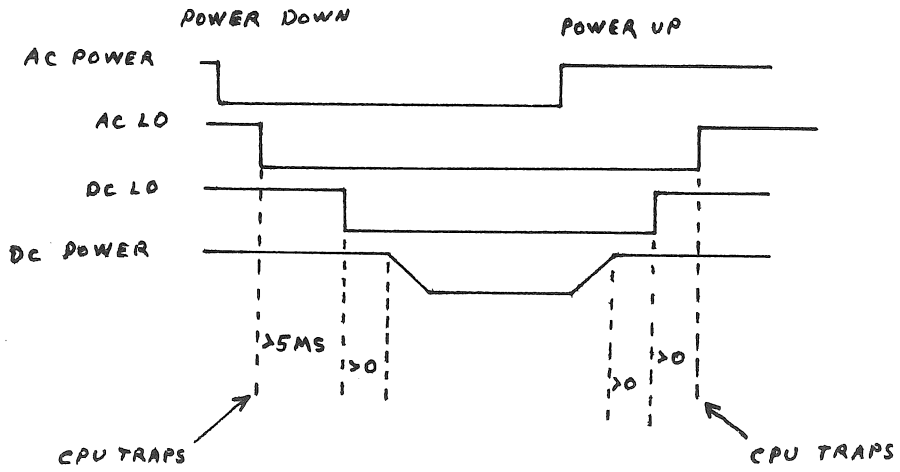 POWER DOWN
POWER UP
AC POWER
AC LO
DC LO
DC POWER
>5MS
>0
>0
>0
CPU TRAPS
CPU TRAPS